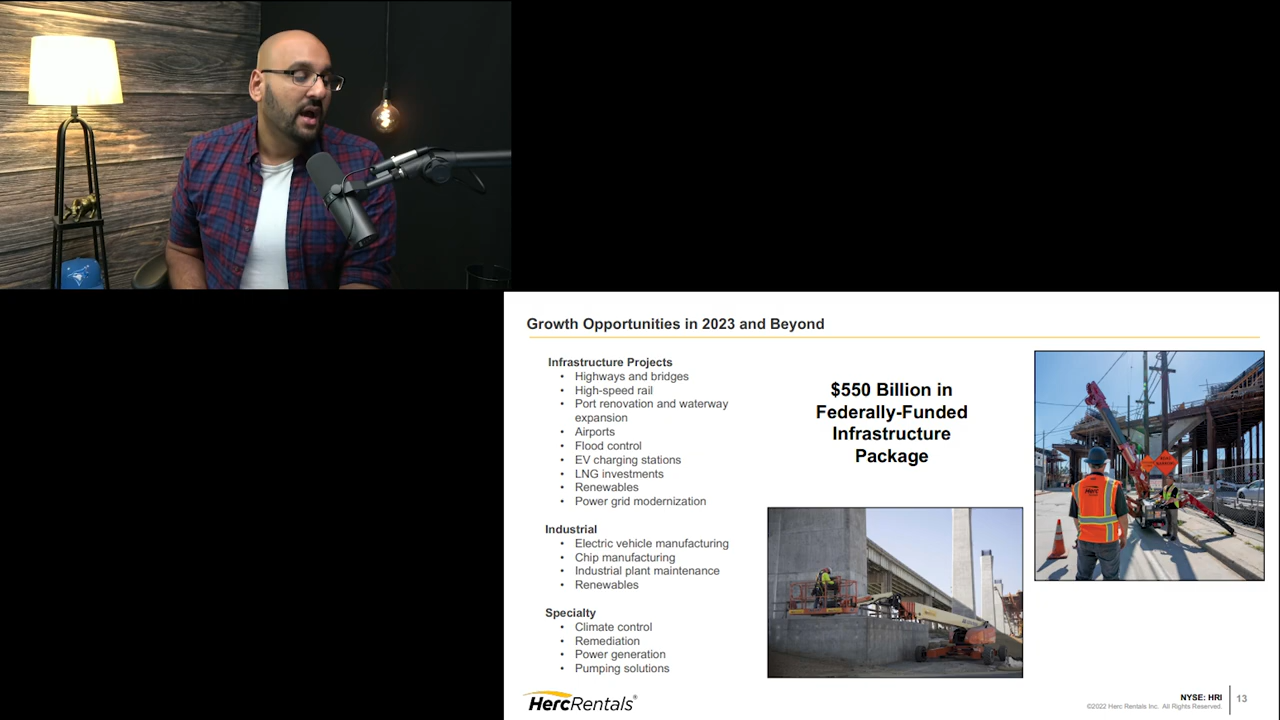 Growth Opportunities in 2023 and Beyond
Infrastructure Projects
• Highways and bridges
• High-speed rail
• Port renovation and waterway
expansion
• Airports
• Flood control
• EV charging stations
• LNG investments
• Renewables
• Power grid modernization
Industrial
• Electric vehicle manufacturing
• Chip manufacturing
• Industrial plant maintenance
• Renewables
Specialty
• Climate control
• Remediation
• Power generation
• Pumping solutions
$550 Billion in
Federally-Funded
Infrastructure
Package
Herc
HercRentals®
NYSE: HRI
©2022 Herc Rentals Inc. All Rights Reserved.
13